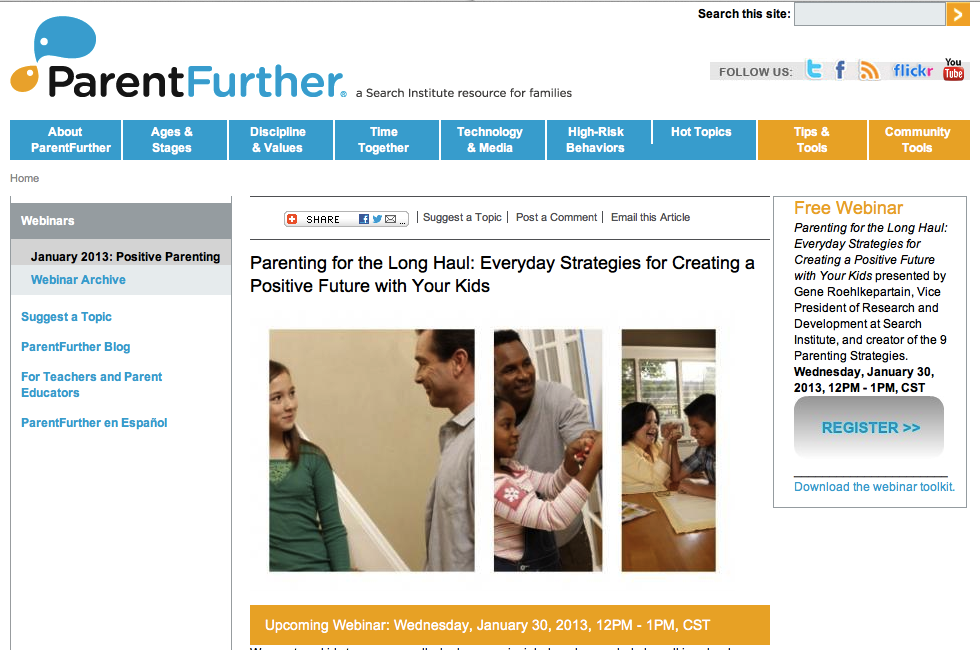 Search this site:
ParentFurther® a Search Institute resource for families
FOLLOW US: flickr You Tube
About ParentFurther
Ages & Stages
Discipline & Values
Time Together
Technology & Media
High-Risk Behaviors
Hot Topics
Tips & Tools
Community Tools
Home
Webinars
January 2013: Positive Parenting
Webinar Archive
Suggest a Topic
ParentFurther Blog
For Teachers and Parent
Educators
ParentFurther en Español
SHARE ... | Suggest a Topic | Post a Comment | Email this Article
Parenting for the Long Haul: Everyday Strategies for Creating a
Positive Future with Your Kids
Upcoming Webinar: Wednesday, January 30, 2013, 12PM - 1PM, CST
Free Webinar
Parenting for the Long Haul:
Everyday Strategies for
Creating a Positive Future
with Your Kids presented by
Gene Roehlkepartain, Vice
President of Research and
Development at Search
Institute, and creator of the 9
Parenting Strategies.
Wednesday, January 30,
2013, 12PM - 1PM, CST
REGISTER >>
Download the webinar toolkit.